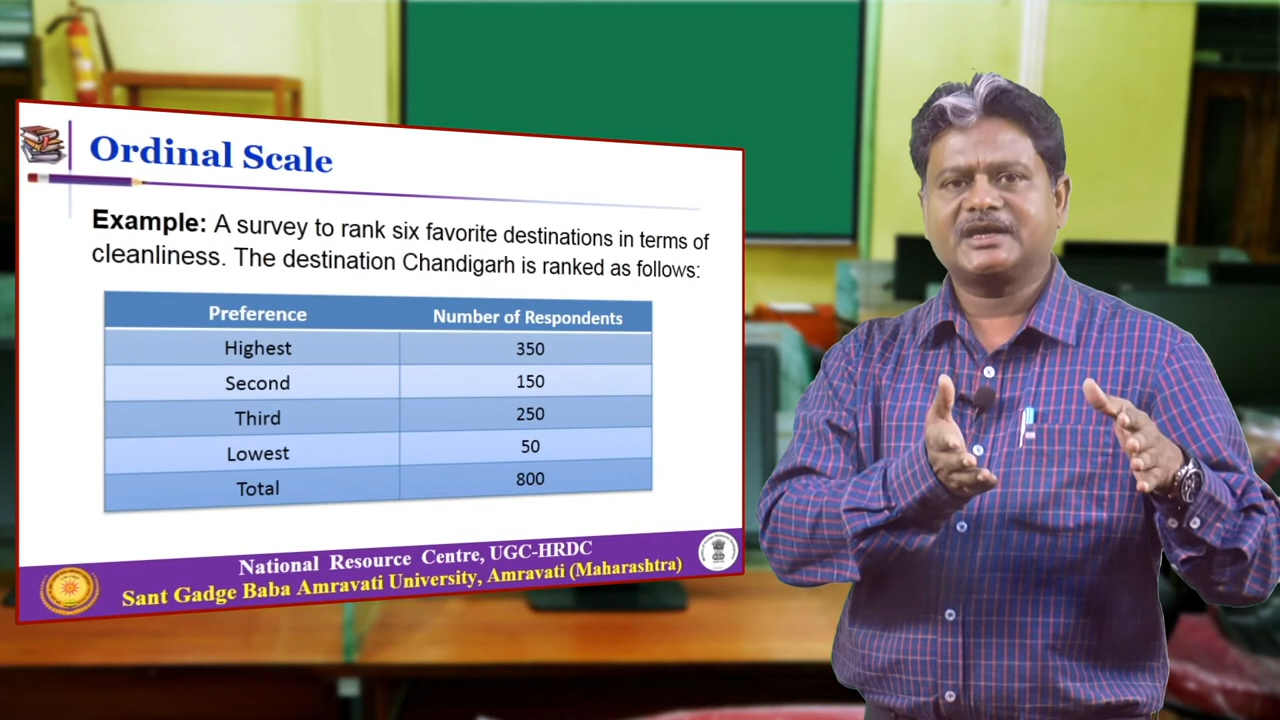 Ordinal Scale
Example: A survey to rank six favorite destinations in terms of
cleanliness. The destination Chandigarh is ranked as follows:
Preference Number of Respondents
Highest 350
Second 150
Third 250
Lowest 50
Total 800
National Resource Centre, UGC-HRDC
Sant Gadge Baba Amravati University, Amravati (Maharashtra)